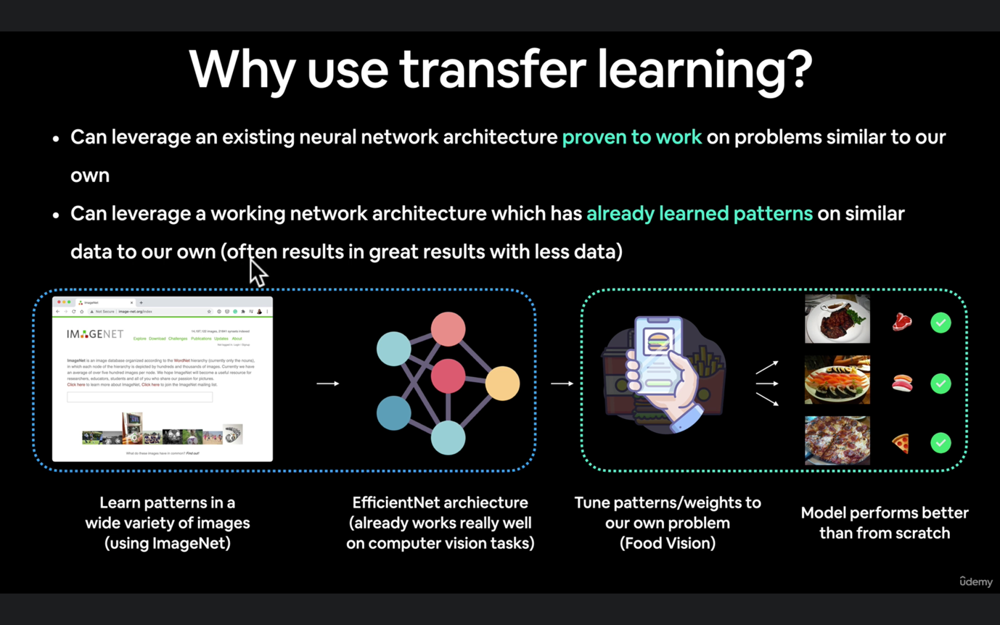 Why use transfer learning?
• Can leverage an existing neural network architecture proven to work on problems similar to our
own
• Can leverage a working network architecture which has already learned patterns on similar
data to our own (often results in great results with less data)
ImageNet
Not Secure | image-net.org/index
IMAGENET
14,197,122 images, 21841 synsets indexed
Explore Download Challenges Publications Updates About
Not logged in. Login | Signup
ImageNet is an image database organized according to the WordNet hierarchy (currently only the nouns),
in which each node of the hierarchy is depicted by hundreds and thousands of images. Currently we have
an average of over five hundred images per node. We hope ImageNet will become a useful resource for
researchers, educators, students and all of you who share our passion for pictures.
Click here to learn more about ImageNet, Click here to join the ImageNet mailing list.
What do these images have in common? Find out!
Learn patterns in a
wide variety of images
(using ImageNet)
EfficientNet archiecture
(already works really well
on computer vision tasks)
Tune patterns/weights to
our own problem
(Food Vision)
Model performs better
than from scratch
ûdemy